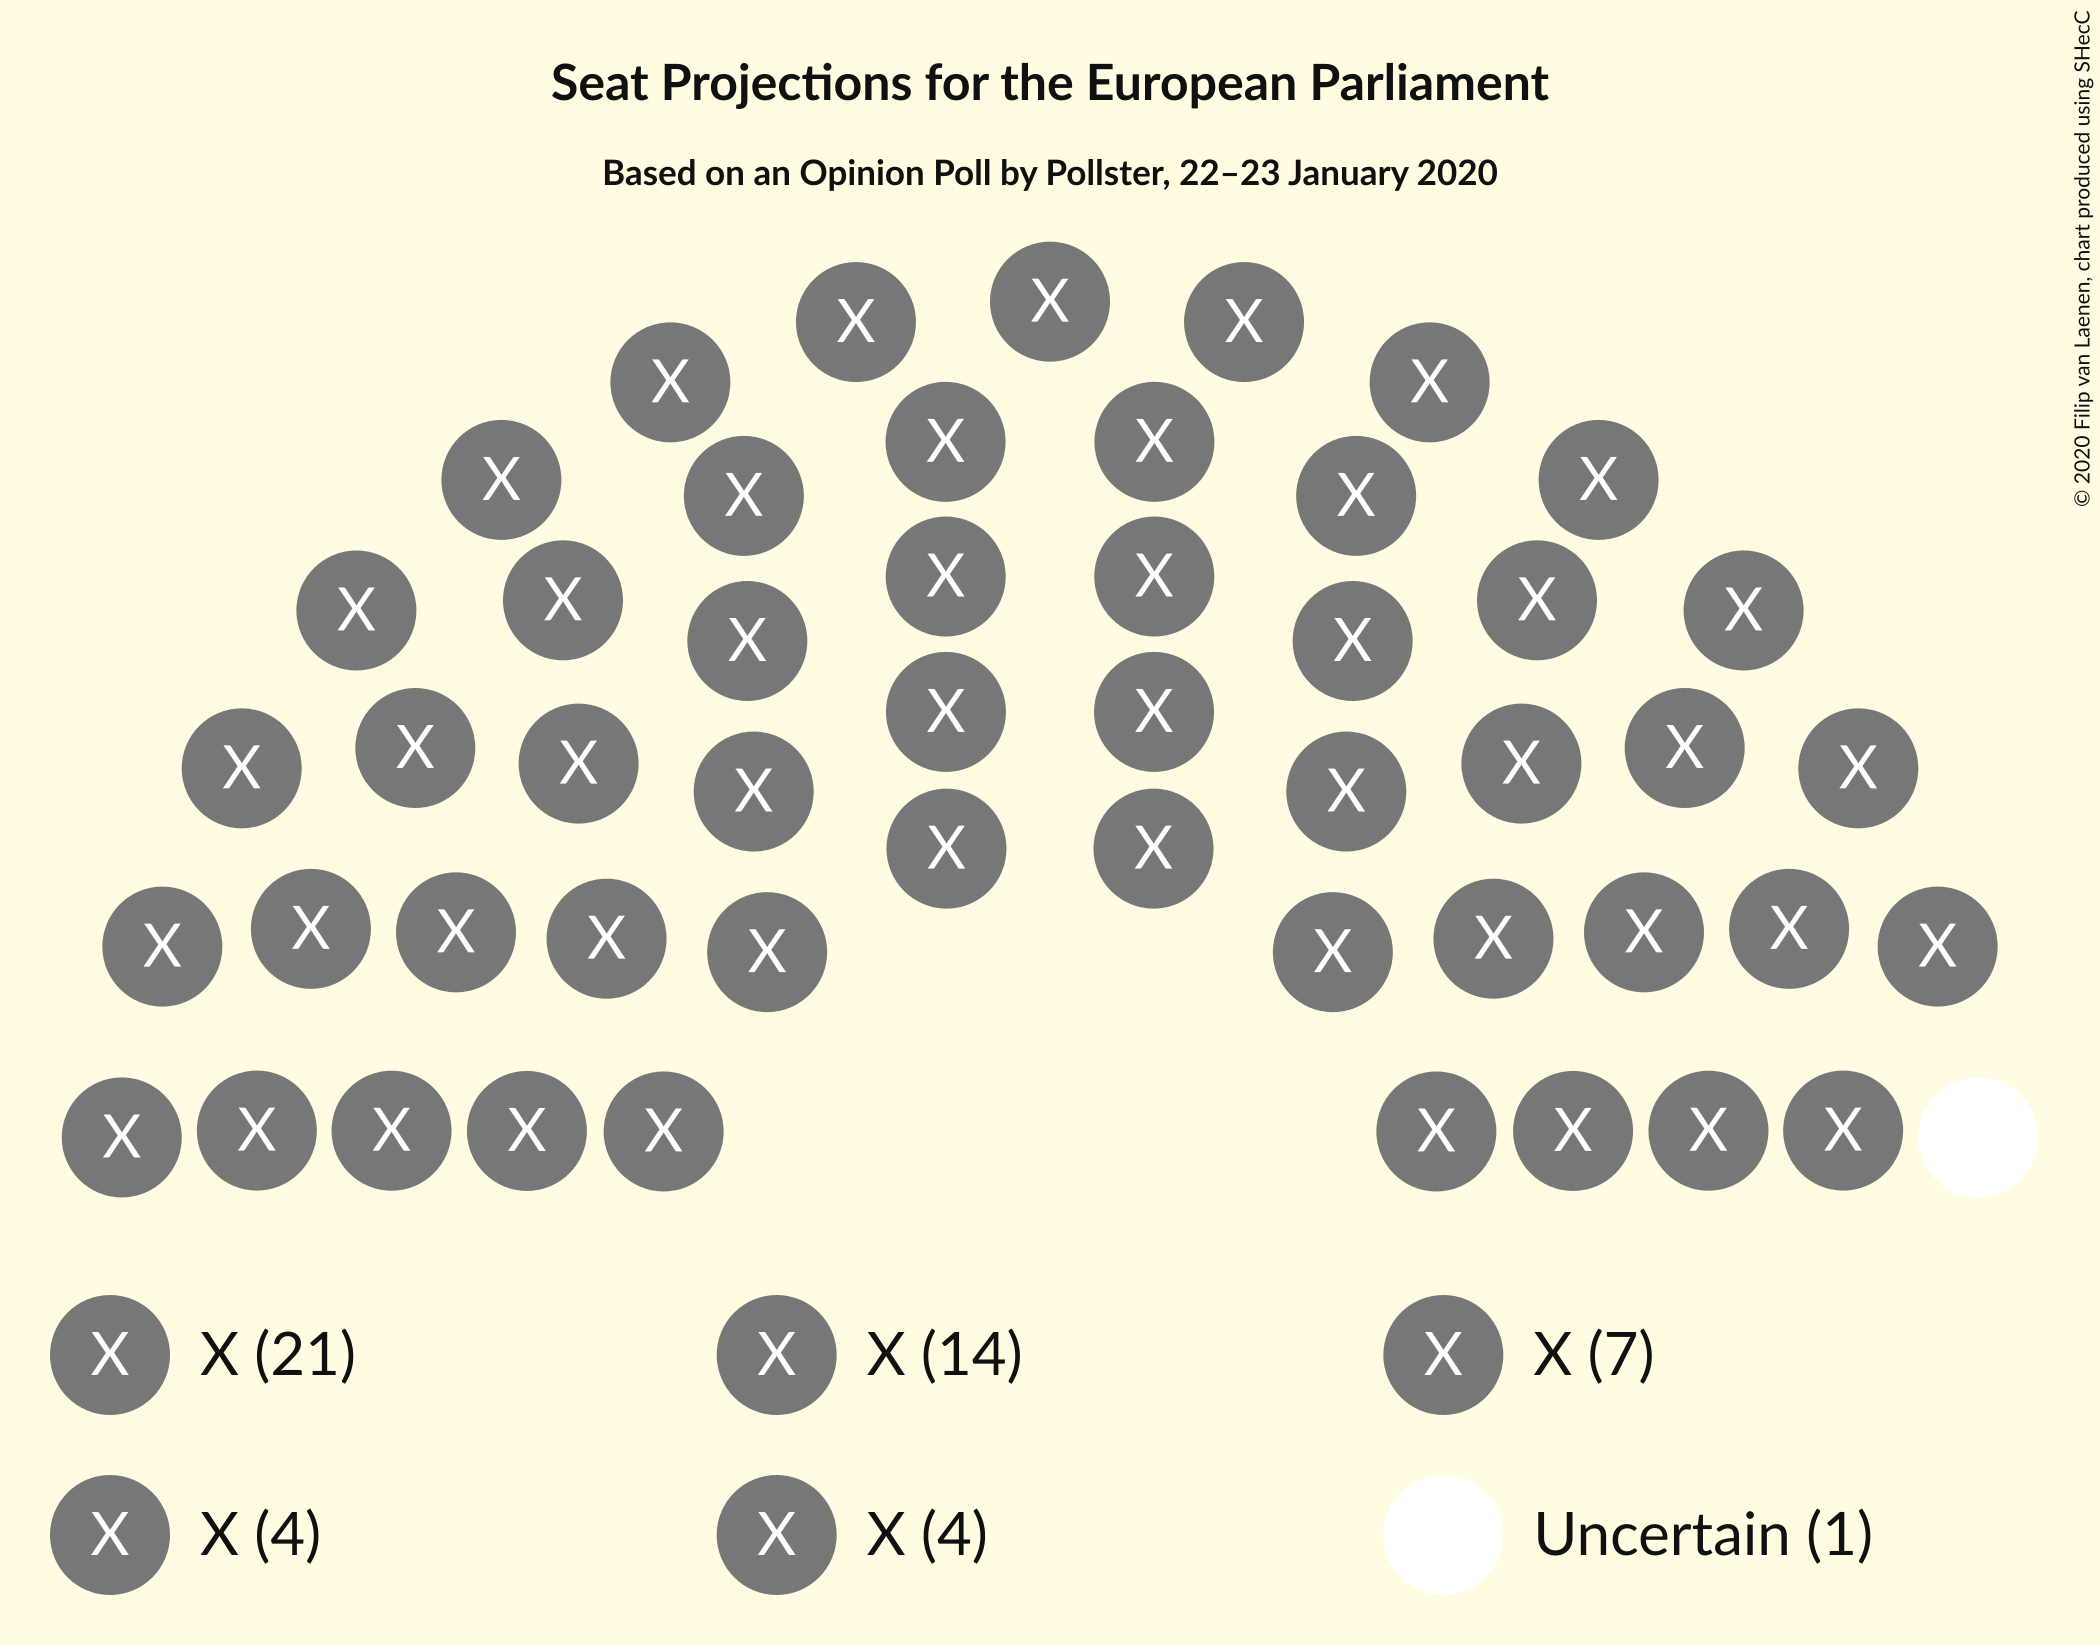 Seat Projections for the European Parliament
Based on an Opinion Poll by Pollster, 22–23 January 2020
© 2020 Filip van Laenen, chart produced using SHecC
X X X
X X
X X
X X X X
X X X X X X
X X
X X
X X X X X X X X
X X
X X X X X X X X X X
X X X X X X X X X
X X (21) X X (14) X X (7)
X X (4) X X (4) Uncertain (1)